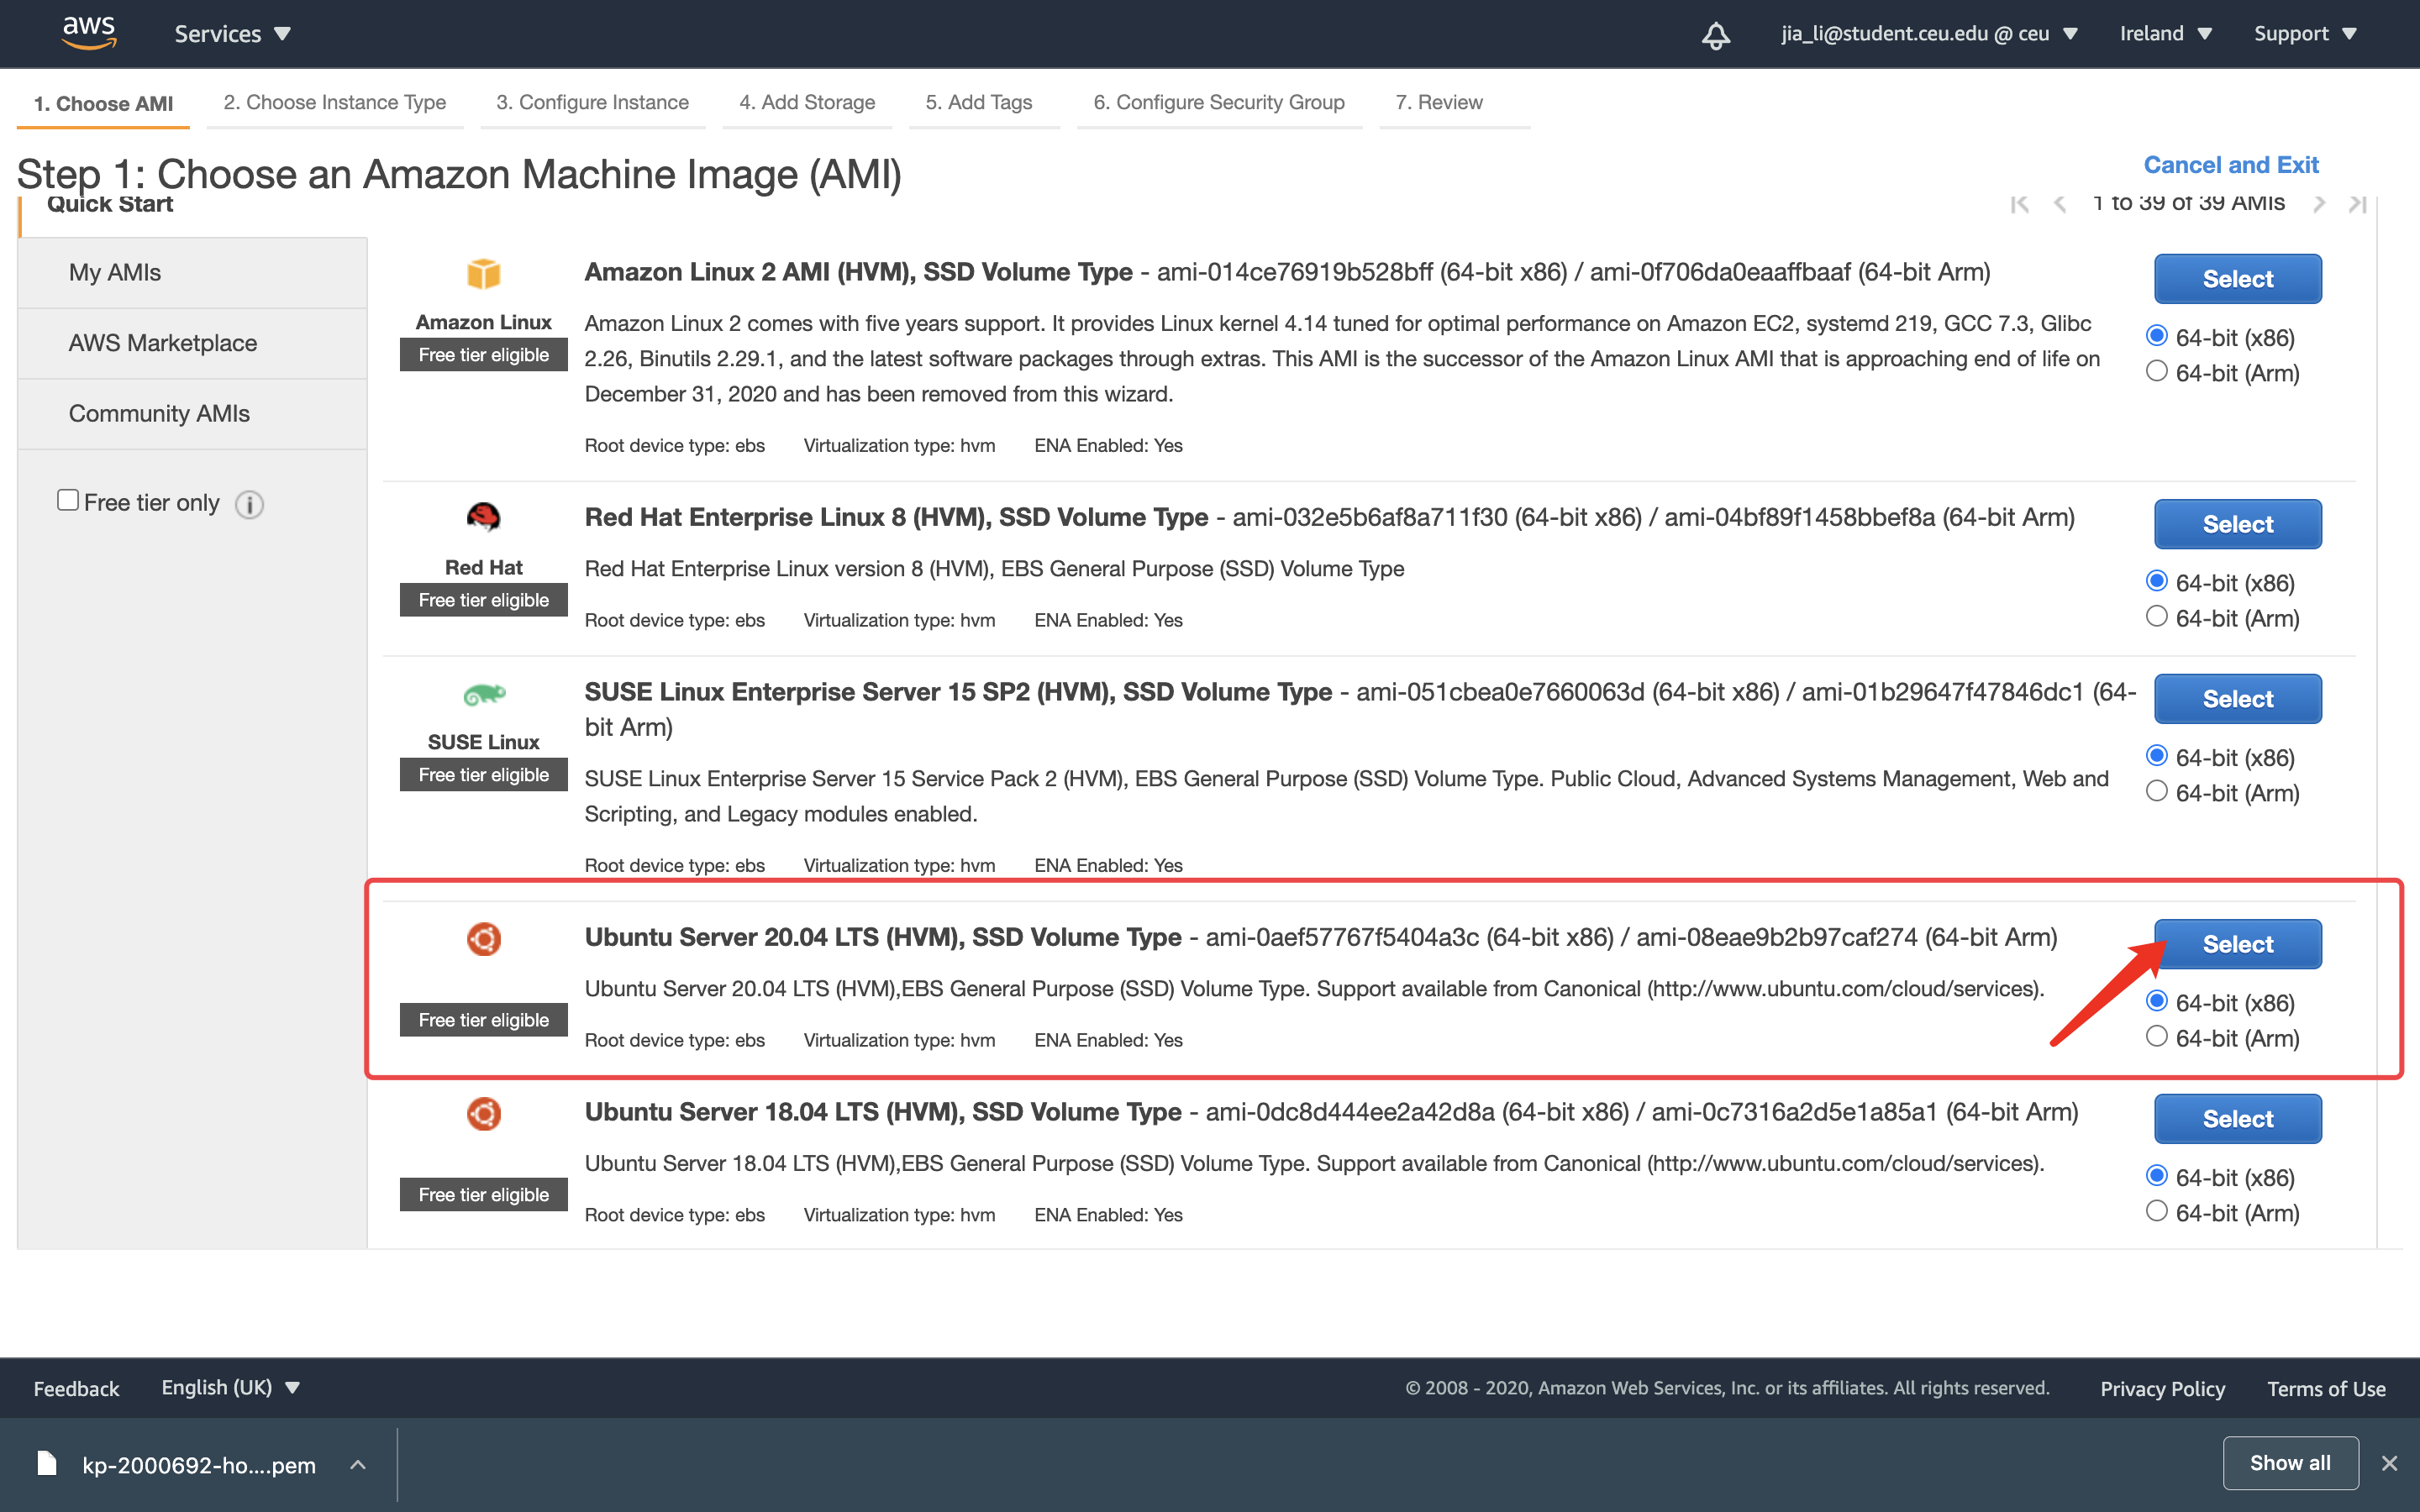 aws
Services
jia_li@student.ceu.edu @ ceu
Ireland
Support
1. Choose AMI
2. Choose Instance Type
3. Configure Instance
4. Add Storage
5. Add Tags
6. Configure Security Group
7. Review
Step 1: Choose an Amazon Machine Image (AMI)
Cancel and Exit
Quick Start
1 to 39 of 39 AMIs
My AMIs
AWS Marketplace
Community AMIs
Free tier only
i
Amazon Linux
Free tier eligible
Amazon Linux 2 AMI (HVM), SSD Volume Type - ami-014ce76919b528bff (64-bit x86) / ami-0f706da0eaaffbaaf (64-bit Arm)
Amazon Linux 2 comes with five years support. It provides Linux kernel 4.14 tuned for optimal performance on Amazon EC2, systemd 219, GCC 7.3, Glibc
2.26, Binutils 2.29.1, and the latest software packages through extras. This AMI is the successor of the Amazon Linux AMI that is approaching end of life on
December 31, 2020 and has been removed from this wizard.
Root device type: ebs Virtualization type: hvm ENA Enabled: Yes
Select
64-bit (x86)
64-bit (Arm)
Red Hat
Free tier eligible
Red Hat Enterprise Linux 8 (HVM), SSD Volume Type - ami-032e5b6af8a711f30 (64-bit x86) / ami-04bf89f1458bbef8a (64-bit Arm)
Red Hat Enterprise Linux version 8 (HVM), EBS General Purpose (SSD) Volume Type
Root device type: ebs Virtualization type: hvm ENA Enabled: Yes
Select
64-bit (x86)
64-bit (Arm)
SUSE Linux
Free tier eligible
SUSE Linux Enterprise Server 15 SP2 (HVM), SSD Volume Type - ami-051cbea0e7660063d (64-bit x86) / ami-01b29647f47846dc1 (64-
bit Arm)
SUSE Linux Enterprise Server 15 Service Pack 2 (HVM), EBS General Purpose (SSD) Volume Type. Public Cloud, Advanced Systems Management, Web and
Scripting, and Legacy modules enabled.
Root device type: ebs Virtualization type: hvm ENA Enabled: Yes
Select
64-bit (x86)
64-bit (Arm)
Free tier eligible
Ubuntu Server 20.04 LTS (HVM), SSD Volume Type - ami-0aef57767f5404a3c (64-bit x86) / ami-08eae9b2b97caf274 (64-bit Arm)
Ubuntu Server 20.04 LTS (HVM),EBS General Purpose (SSD) Volume Type. Support available from Canonical (http://www.ubuntu.com/cloud/services).
Root device type: ebs Virtualization type: hvm ENA Enabled: Yes
Select
64-bit (x86)
64-bit (Arm)
Free tier eligible
Ubuntu Server 18.04 LTS (HVM), SSD Volume Type - ami-0dc8d444ee2a42d8a (64-bit x86) / ami-0c7316a2d5e1a85a1 (64-bit Arm)
Ubuntu Server 18.04 LTS (HVM),EBS General Purpose (SSD) Volume Type. Support available from Canonical (http://www.ubuntu.com/cloud/services).
Root device type: ebs Virtualization type: hvm ENA Enabled: Yes
Select
64-bit (x86)
64-bit (Arm)
Feedback
English (UK)
© 2008 - 2020, Amazon Web Services, Inc. or its affiliates. All rights reserved.
Privacy Policy
Terms of Use
kp-2000692-ho....pem
Show all